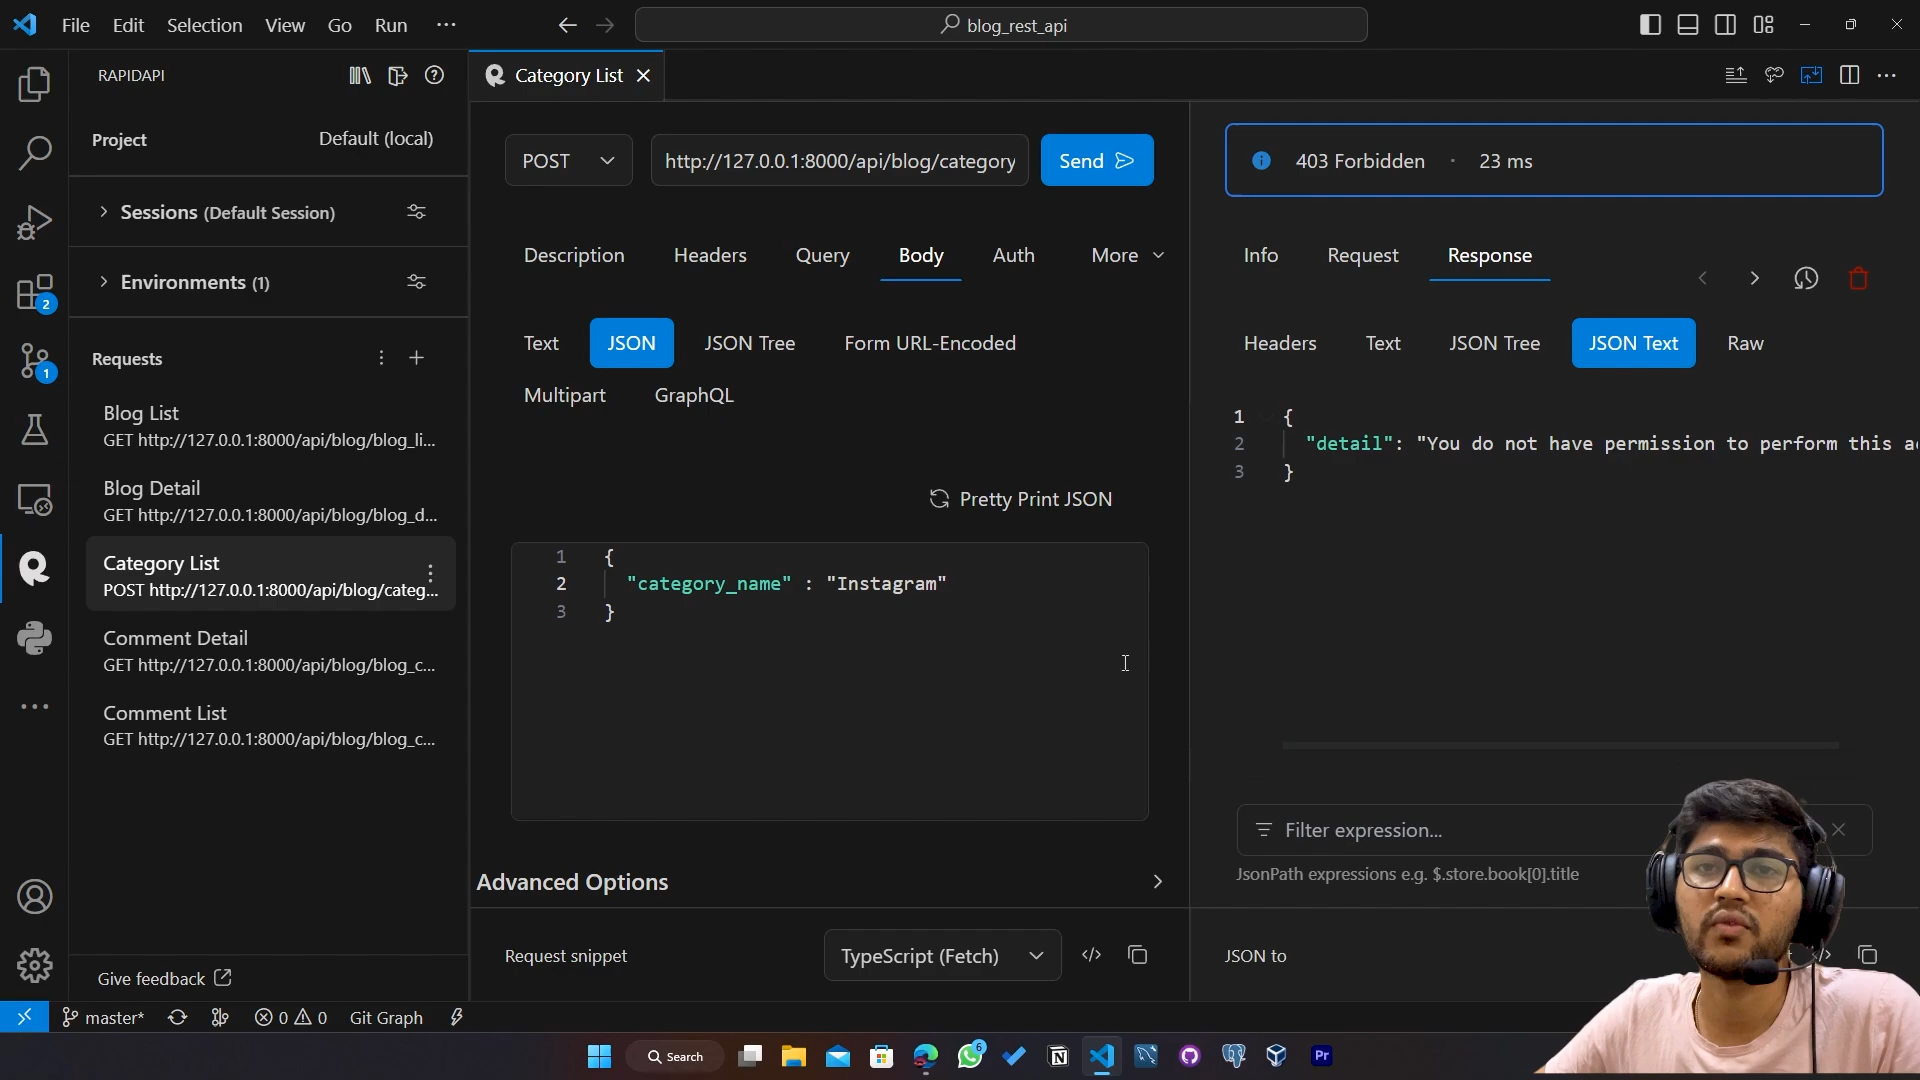 File Edit Selection View Go Run ···
blog_rest_api
RAPIDAPI
Category List
Project Default (local)
Sessions (Default Session)
Environments (1)
Requests
Blog List
GET http://127.0.0.1:8000/api/blog/blog_li...
Blog Detail
GET http://127.0.0.1:8000/api/blog/blog_d...
Category List
POST http://127.0.0.1:8000/api/blog/categ...
Comment Detail
GET http://127.0.0.1:8000/api/blog/blog_c...
Comment List
GET http://127.0.0.1:8000/api/blog/blog_c...
Give feedback
2
1
POST http://127.0.0.1:8000/api/blog/category Send
Description Headers Query Body Auth More
Text JSON JSON Tree Form URL-Encoded
Multipart GraphQL
Pretty Print JSON
1 {
2 "category_name" : "Instagram"
3 }
Advanced Options
Request snippet TypeScript (Fetch)
403 Forbidden · 23 ms
Info Request Response
Headers Text JSON Tree JSON Text Raw
1 {
2 "detail": "You do not have permission to perform this a
3 }
Filter expression...
JsonPath expressions e.g. $.store.book[0].title
JSON to
master* 0 0 Git Graph
Search 6 N Pr